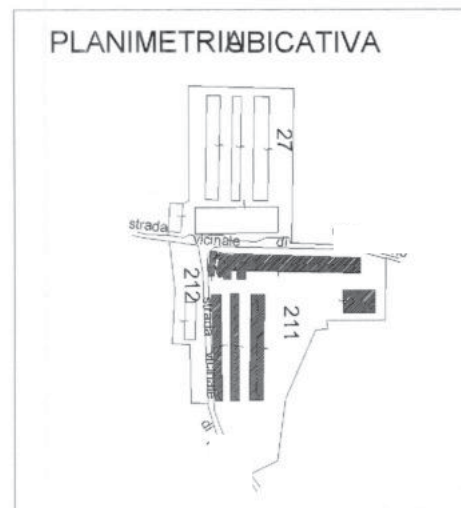 PLANIMETRIA UBICATIVA
27
strada vicinale di
212
211
strada vicinale di